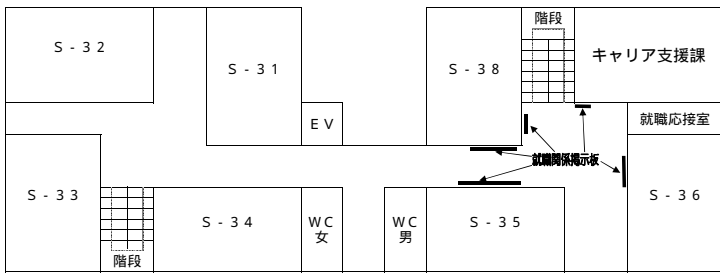 階段
S-32
キャリア支援課
S-31
S-38
EV
就職応接室
就職関係掲示板
S-33
S-34
WC
女
WC
男
S-35
S-36
階段